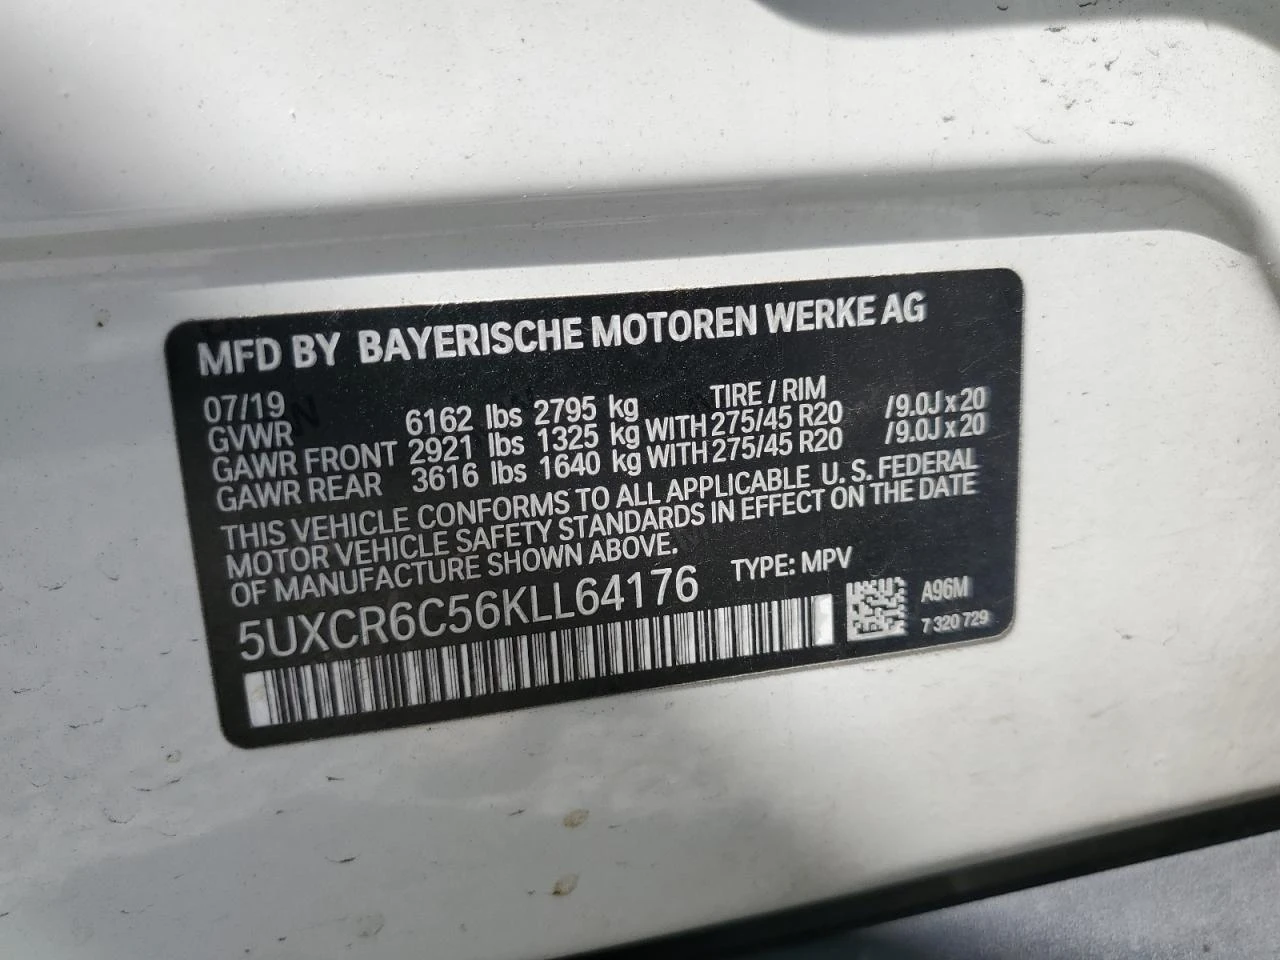 MFD BY BAYERISCHE MOTOREN WERKE AG
07/19 TIRE / RIM
GVWR 6162 lbs 2795 kg
GAWR FRONT 2921 lbs 1325 kg WITH 275/45 R20 /9.0J x 20
GAWR REAR 3616 lbs 1640 kg WITH 275/45 R20 /9.0J x 20
THIS VEHICLE CONFORMS TO ALL APPLICABLE U. S. FEDERAL
MOTOR VEHICLE SAFETY STANDARDS IN EFFECT ON THE DATE
OF MANUFACTURE SHOWN ABOVE.
5UXCR6C56KLL64176 TYPE: MPV
A96M
7 320 729